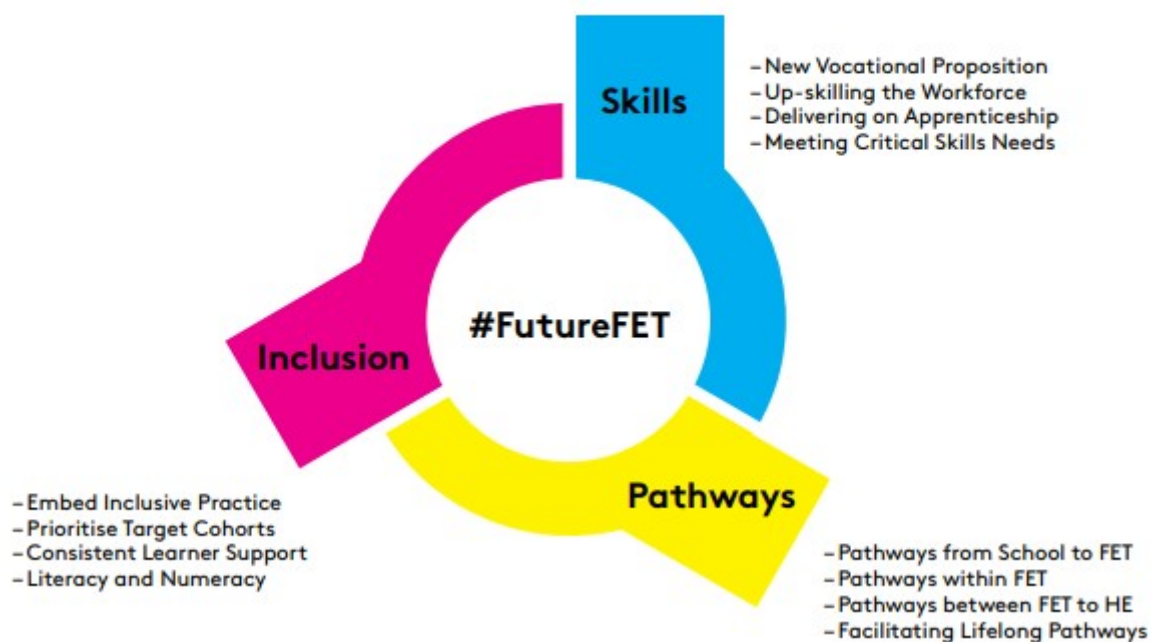 Skills
–New Vocational Proposition
–Up-skilling the Workforce
–Delivering on Apprenticeship
–Meeting Critical Skills Needs
#FutureFET
Inclusion
–Embed Inclusive Practice
–Prioritise Target Cohorts
–Consistent Learner Support
–Literacy and Numeracy
Pathways
–Pathways from School to FET
–Pathways within FET
–Pathways between FET to HE
–Facilitating Lifelong Pathways